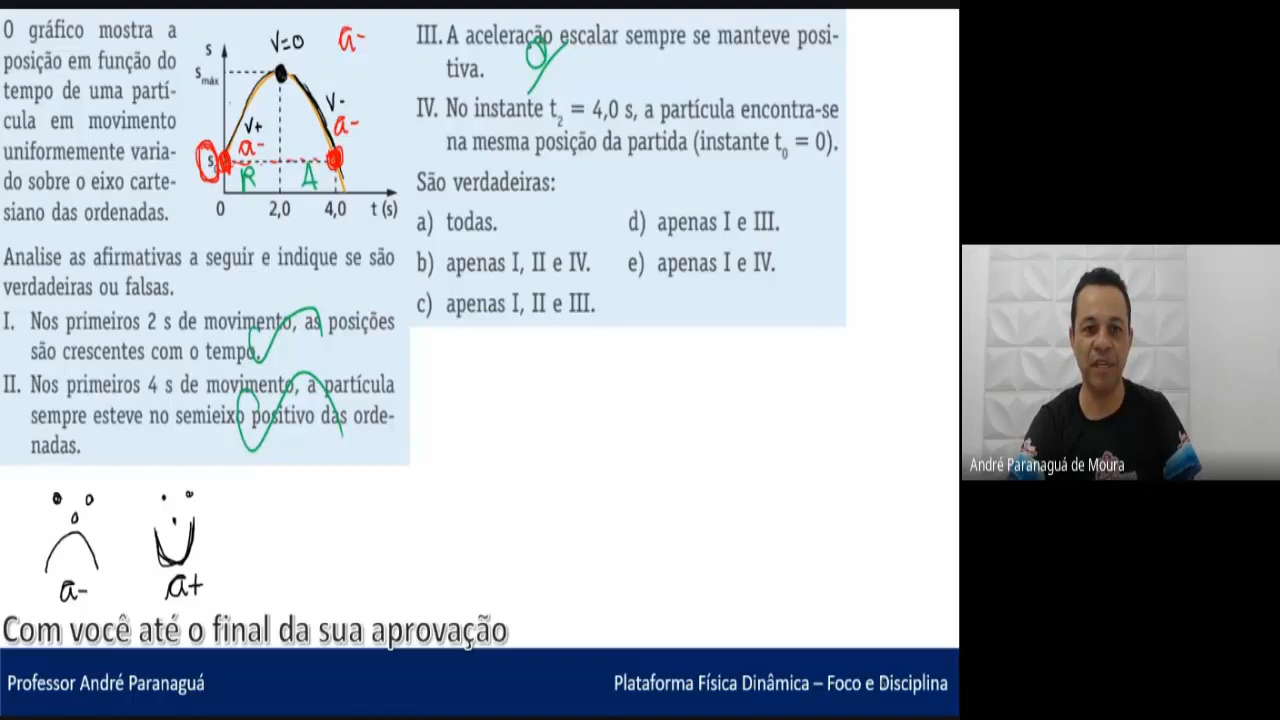 O gráfico mostra a
posição em função do
tempo de uma partí-
cula em movimento
uniformemente varia-
do sobre o eixo carte-
siano das ordenadas.
s
s máx
s
V=0
a-
V+
a-
V-
a-
R
A
0 2,0 4,0 t (s)
Analise as afirmativas a seguir e indique se são
verdadeiras ou falsas.
I. Nos primeiros 2 s de movimento, as posições
são crescentes com o tempo.
II. Nos primeiros 4 s de movimento, a partícula
sempre esteve no semieixo positivo das orde-
nadas.
III. A aceleração escalar sempre se manteve posi-
tiva.
IV. No instante t2 = 4,0 s, a partícula encontra-se
na mesma posição da partida (instante t0 = 0).
São verdadeiras:
a) todas.
b) apenas I, II e IV.
c) apenas I, II e III.
d) apenas I e III.
e) apenas I e IV.
a-
a+
Com você até o final da sua aprovação
Professor André Paranaguá
Plataforma Física Dinâmica – Foco e Disciplina
André Paranaguá de Moura